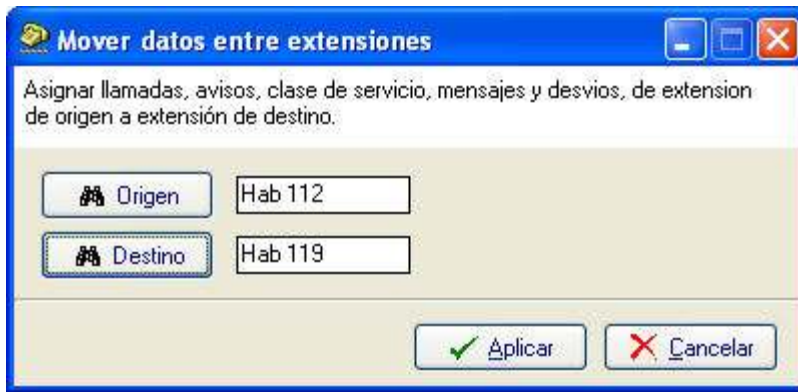 Mover datos entre extensiones
Asignar llamadas, avisos, clase de servicio, mensajes y desvios, de extension
de origen a extensión de destino.
Origen Hab 112
Destino Hab 119
Aplicar Cancelar